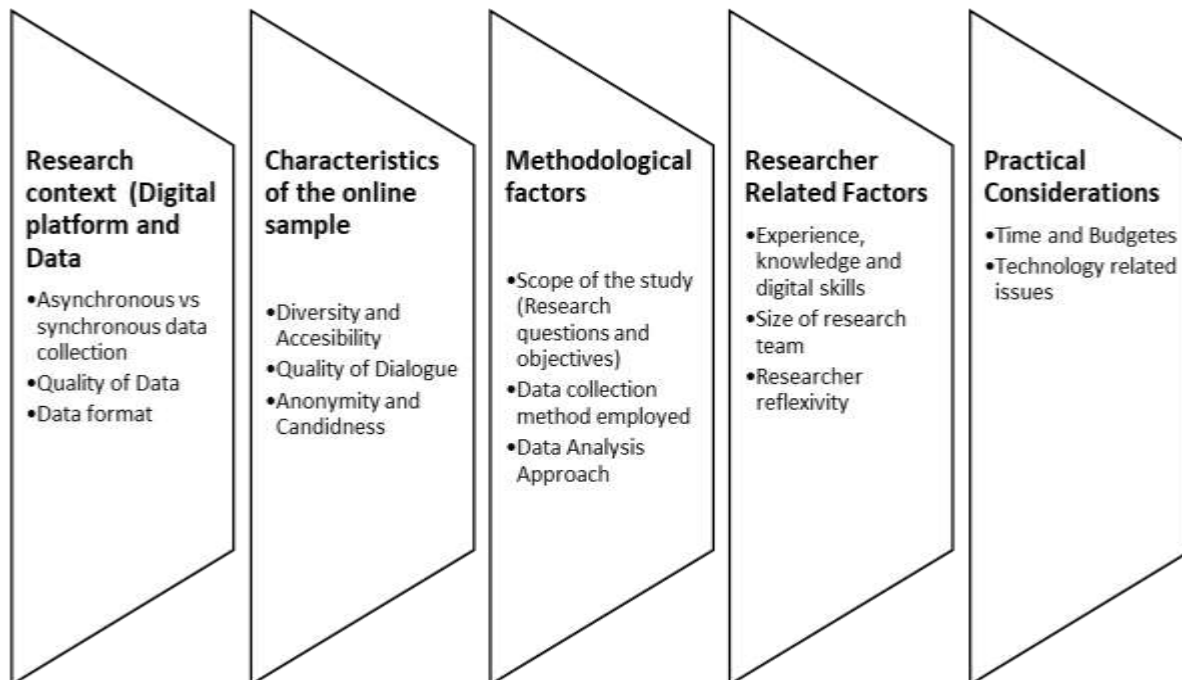 Research
context (Digital
platform and
Data
•Asynchronous vs
synchronous data
collection
•Quality of Data
•Data format
Characteristics
of the online
sample
•Diversity and
Accesibility
•Quality of Dialogue
•Anonymity and
Candidness
Methodological
factors
•Scope of the study
(Research
questions and
objectives)
•Data collection
method employed
•Data Analysis
Approach
Researcher
Related Factors
•Experience,
knowledge and
digital skills
•Size of research
team
•Researcher
reflexivity
Practical
Considerations
•Time and Budgetes
•Technology related
issues